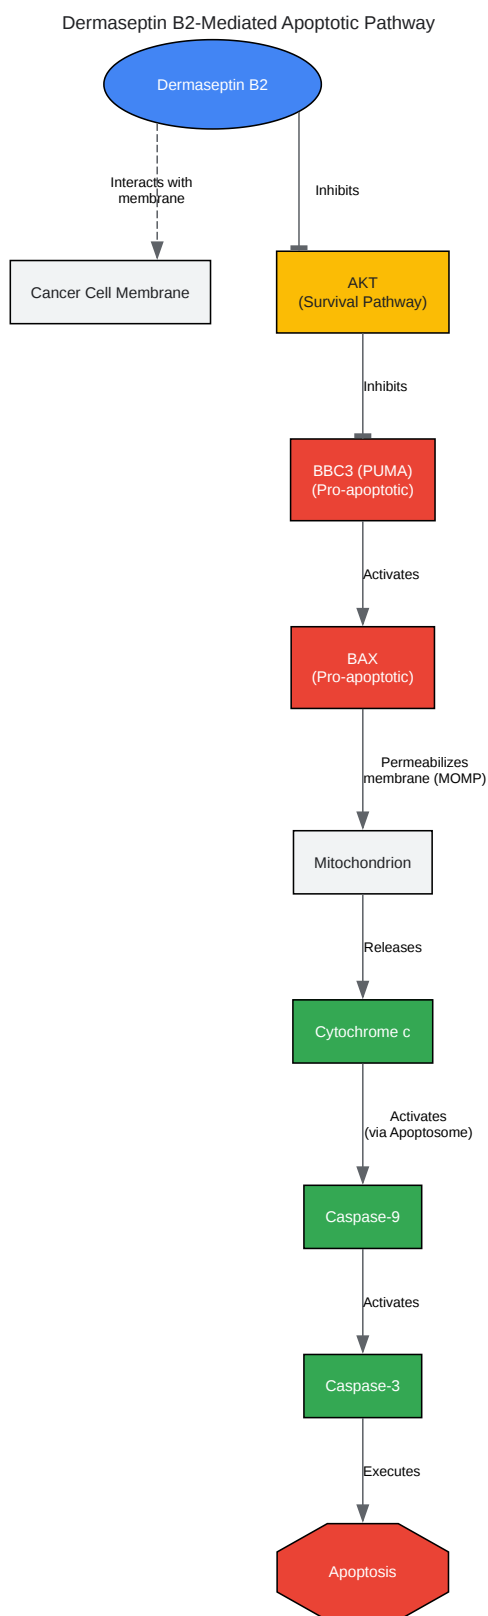 Dermaseptin B2-Mediated Apoptotic Pathway
Dermaseptin B2
Interacts with
membrane
Inhibits
Cancer Cell Membrane
AKT
(Survival Pathway)
Inhibits
BBC3 (PUMA)
(Pro-apoptotic)
Activates
BAX
(Pro-apoptotic)
Permeabilizes
membrane (MOMP)
Mitochondrion
Releases
Cytochrome c
Activates
(via Apoptosome)
Caspase-9
Activates
Caspase-3
Executes
Apoptosis